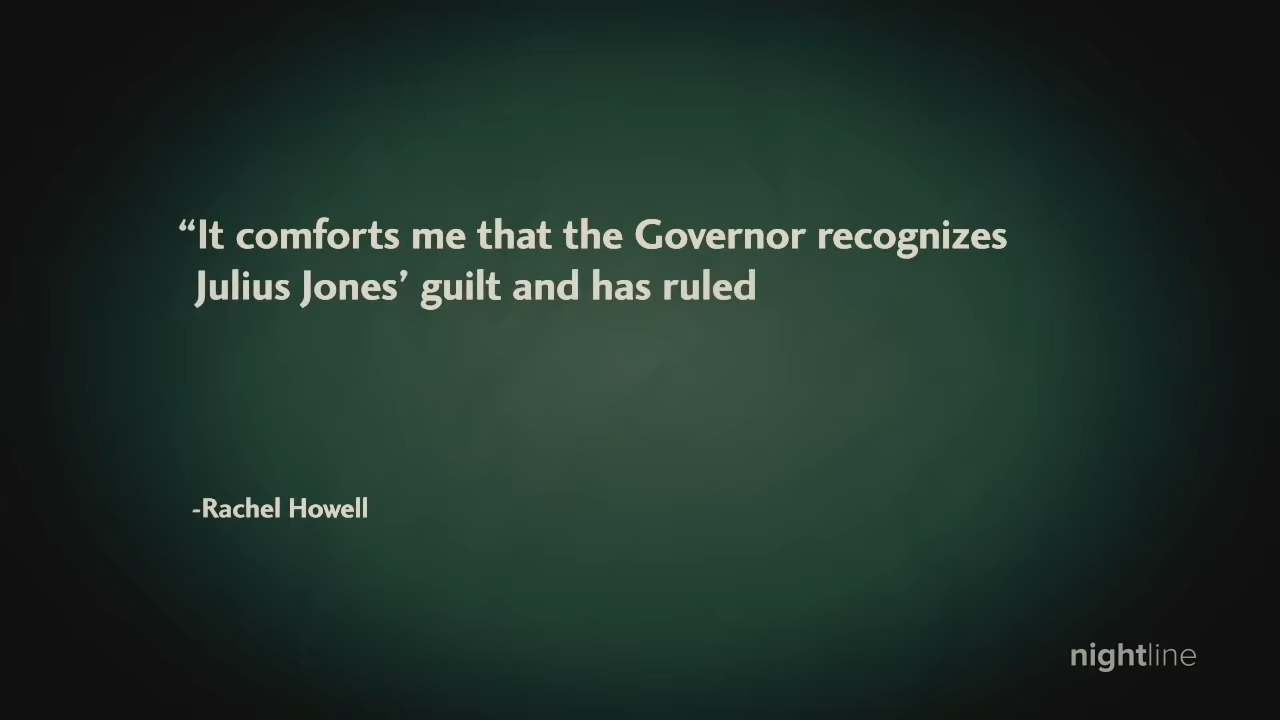 “It comforts me that the Governor recognizes
Julius Jones’ guilt and has ruled
-Rachel Howell
nightline